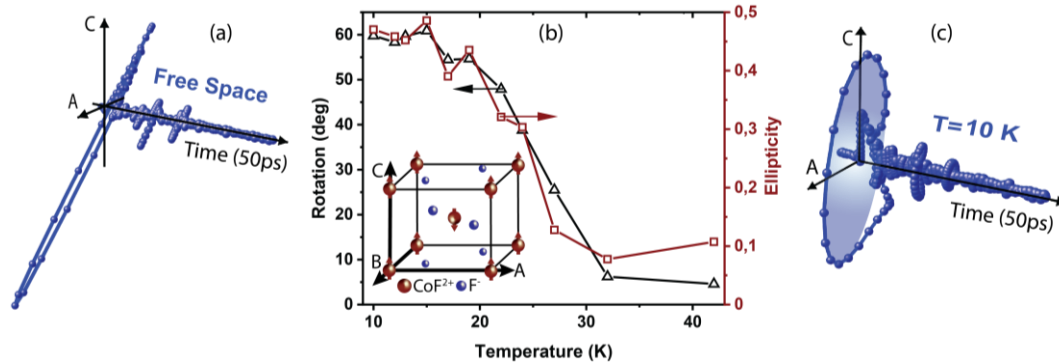 C
(a)
Free Space
A
Time (50ps)
60
50
40
30
20
10
0
Rotation (deg)
(b)
0,5
0,4
0,3
0,2
0,1
0
Ellipticity
C
B
A
CoF²⁺ F⁻
10 20 30 40
Temperature (K)
(c)
C
T=10 K
A
Time (50ps)